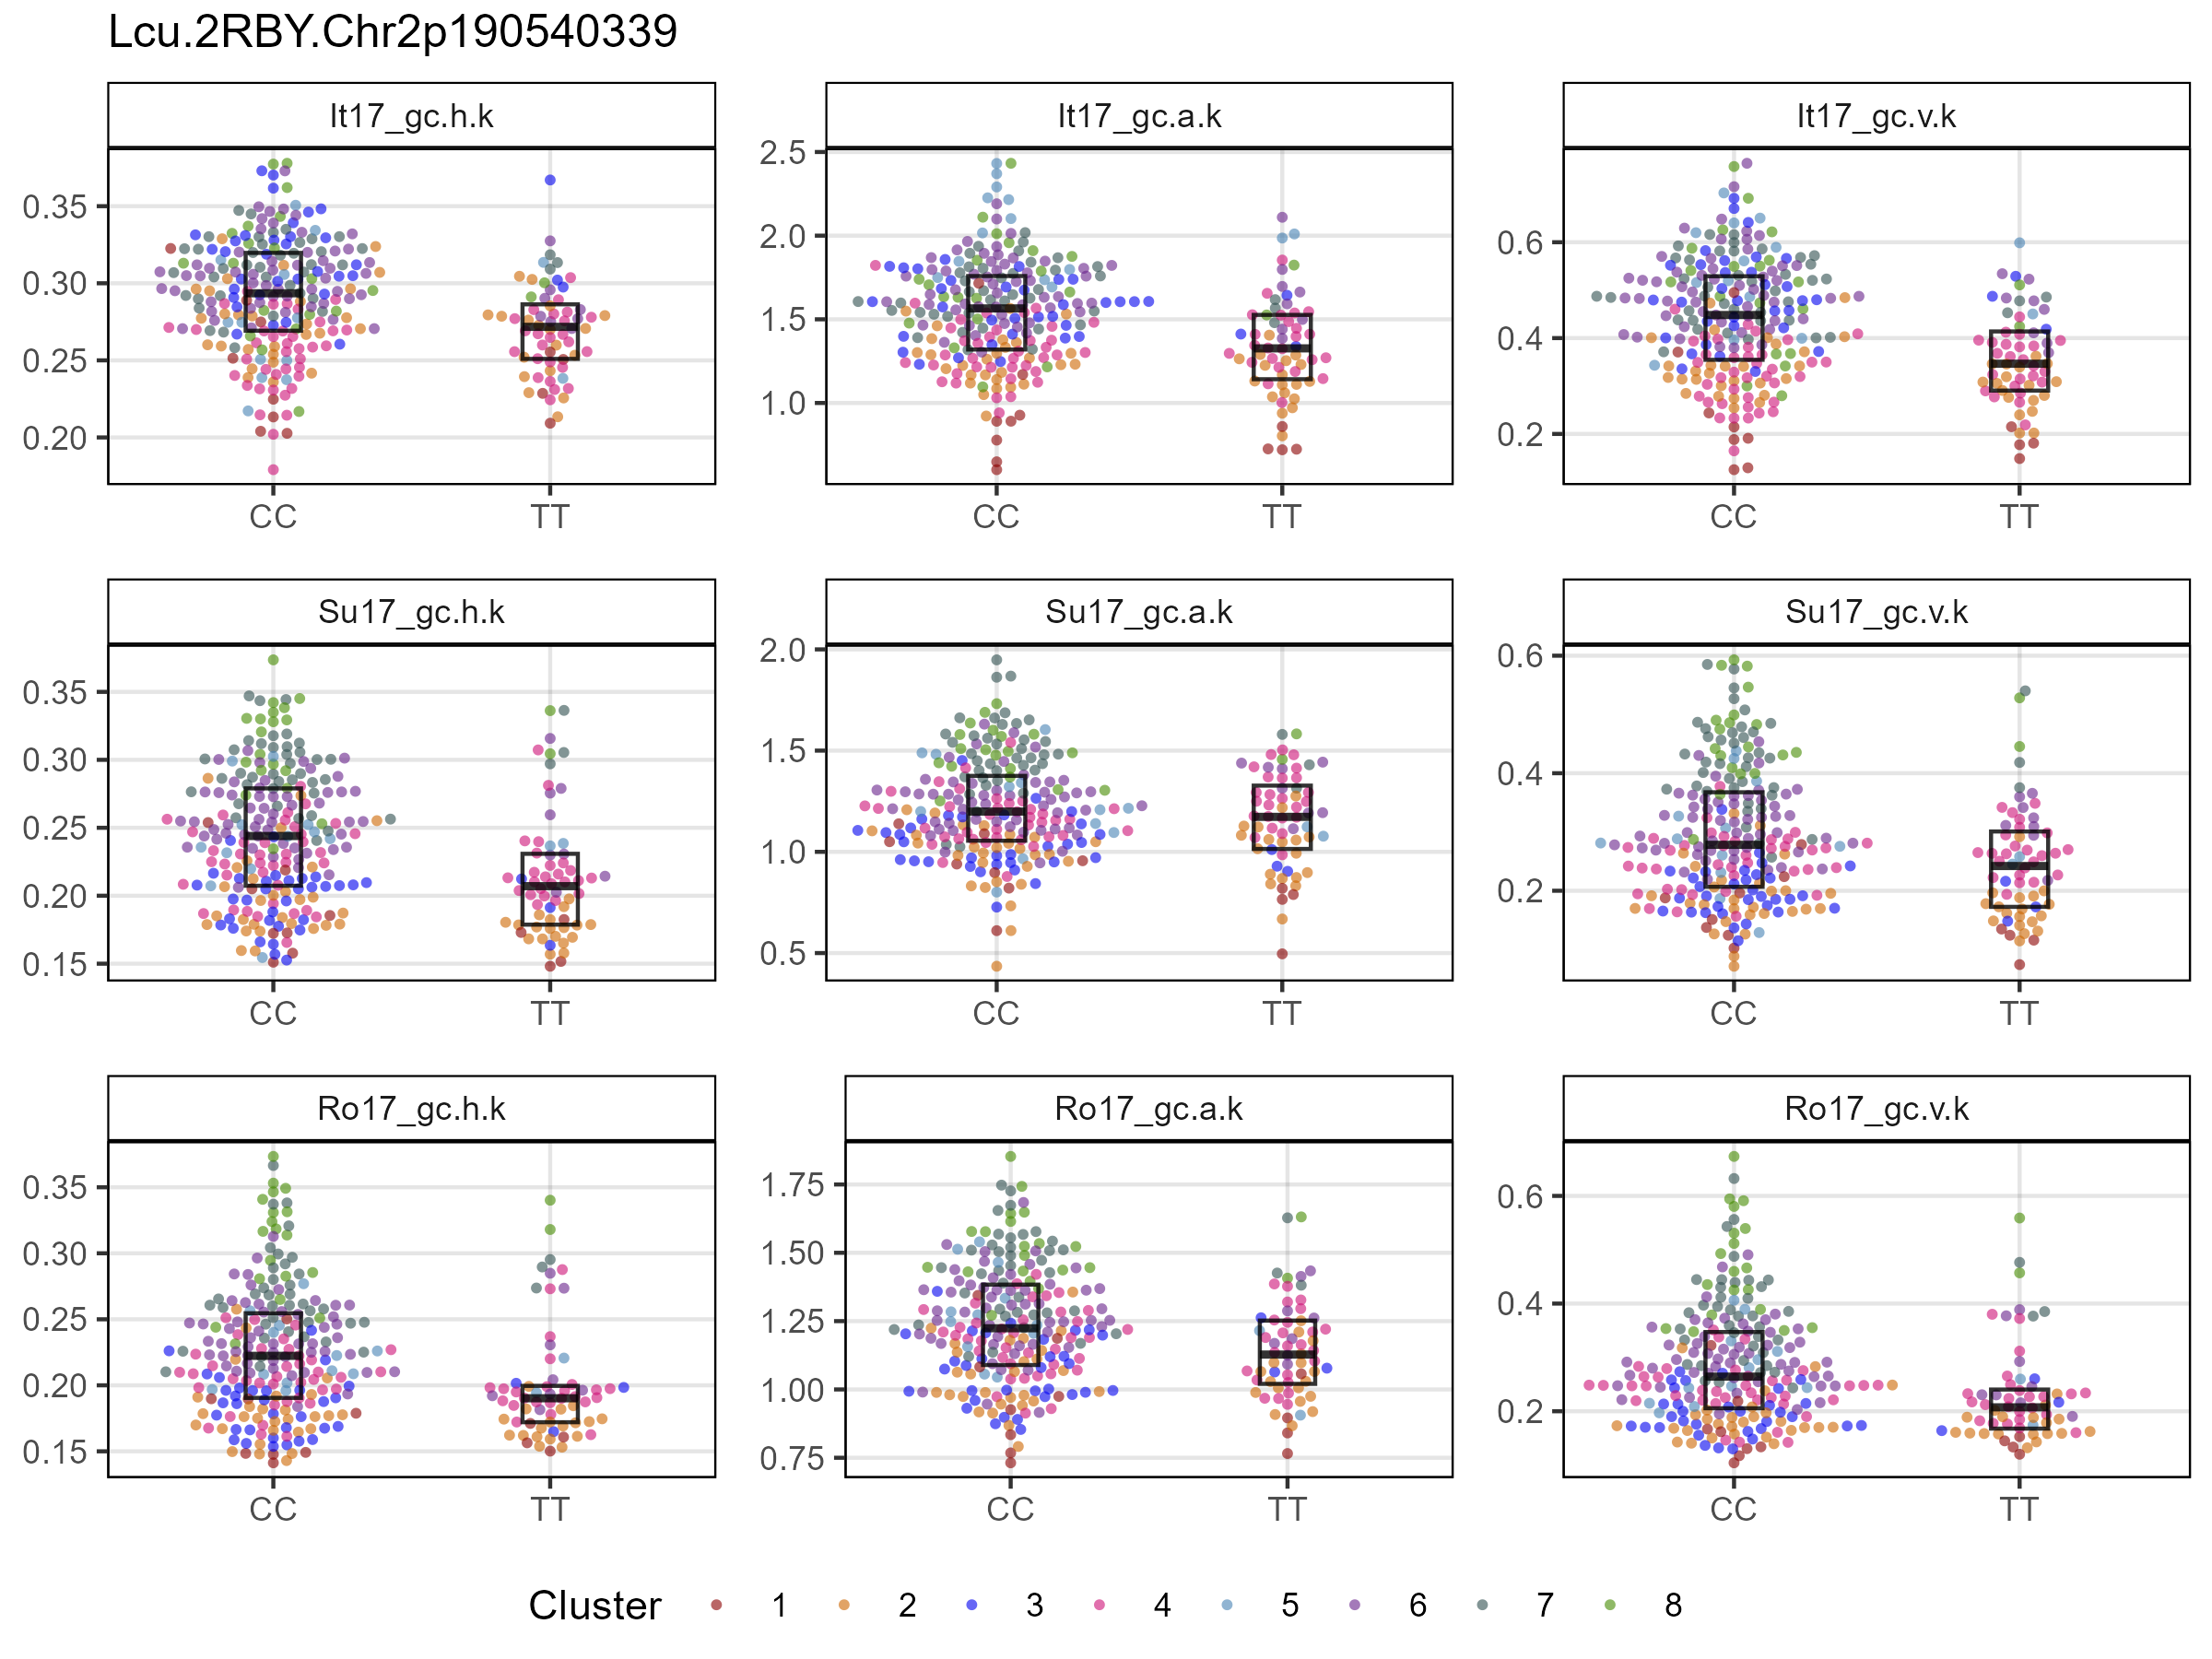 Lcu.2RBY.Chr2p190540339
It17_gc.h.k
It17_gc.a.k
It17_gc.v.k
0.35
0.30
0.25
0.20
CC
TT
2.5
2.0
1.5
1.0
CC
TT
0.6
0.4
0.2
CC
TT
Su17_gc.h.k
Su17_gc.a.k
Su17_gc.v.k
0.35
0.30
0.25
0.20
0.15
CC
TT
2.0
1.5
1.0
0.5
CC
TT
0.6
0.4
0.2
CC
TT
Ro17_gc.h.k
Ro17_gc.a.k
Ro17_gc.v.k
0.35
0.30
0.25
0.20
0.15
CC
TT
1.75
1.50
1.25
1.00
0.75
CC
TT
0.6
0.4
0.2
CC
TT
Cluster 1 2 3 4 5 6 7 8